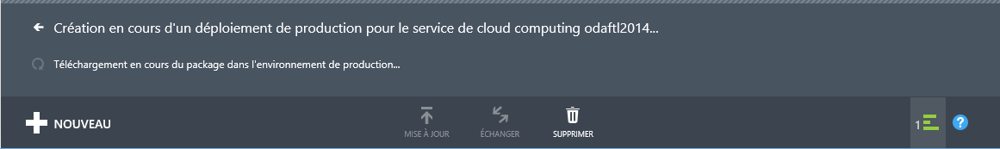 Création en cours d'un déploiement de production pour le service de cloud computing odaftl2014...
Téléchargement en cours du package dans l'environnement de production...
NOUVEAU
MISE À JOUR
ÉCHANGER
SUPPRIMER
1
?